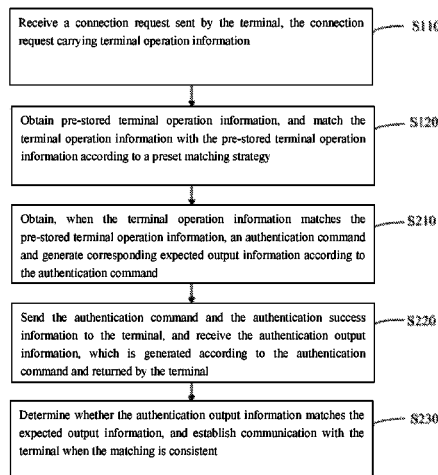 Receive a connection request sent by the terminal, the connection
request carrying terminal operation information
S110
Obtain pre-stored terminal operation information, and match the
terminal operation information with the pre-stored terminal operation
information according to a preset matching strategy
S120
Obtain, when the terminal operation information matches the
pre-stored terminal operation information, an authentication command
and generate corresponding expected output information according to
the authentication command
S210
Send the authentication command and the authentication success
information to the terminal, and receive the authentication output
information, which is generated according to the authentication
command and returned by the terminal
S220
Determine whether the authentication output information matches the
expected output information, and establish communication with the
terminal when the matching is consistent
S230